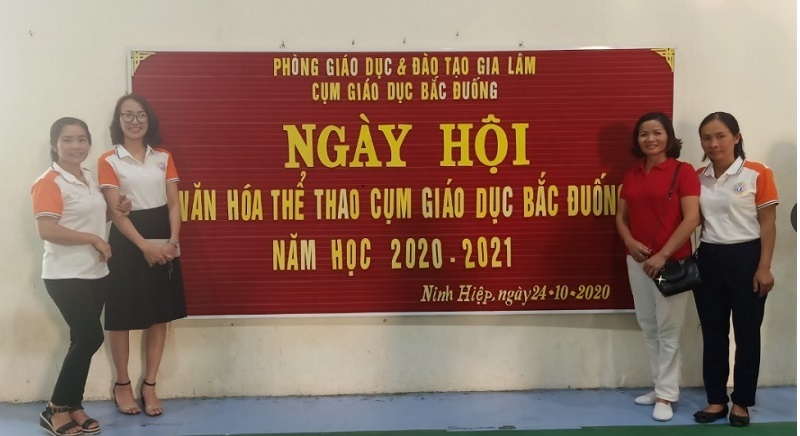 PHÒNG GIÁO DỤC & ĐÀO TẠO GIA LÂM
CỤM GIÁO DỤC BẮC ĐUỐNG
NGÀY HỘI
VĂN HÓA THỂ THAO CỤM GIÁO DỤC BẮC ĐUỐNG
NĂM HỌC 2020 - 2021
Ninh Hiệp, ngày 24-10-2020